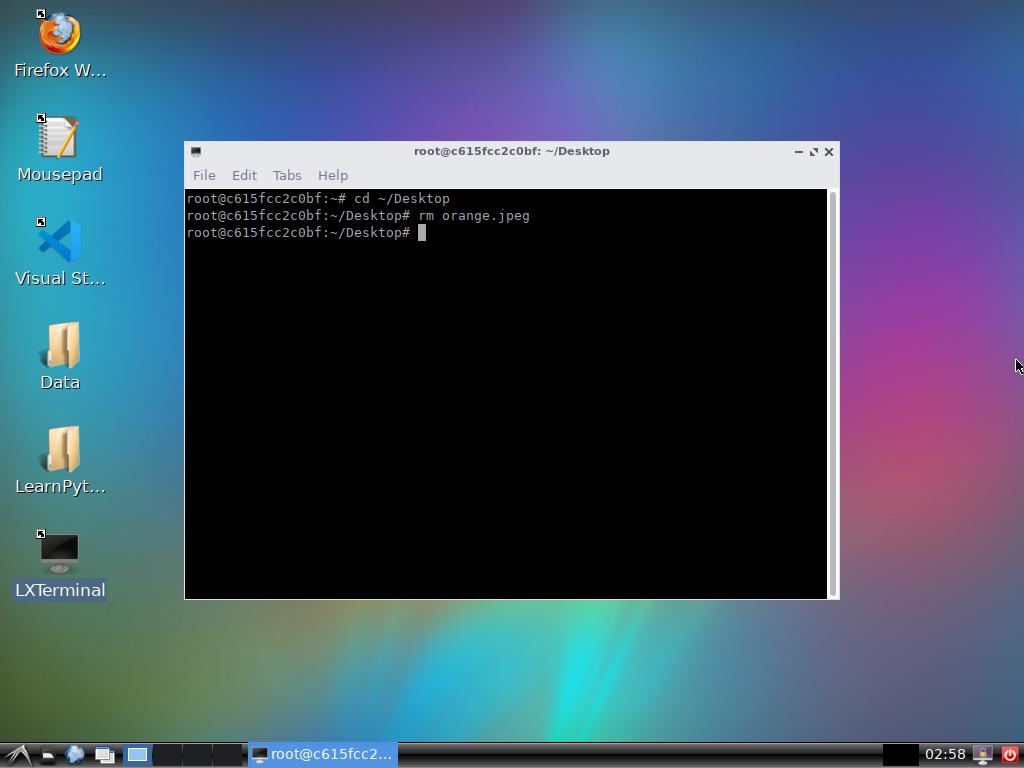 Firefox W...
Mousepad
Visual St...
Data
LearnPyt...
LXTerminal
root@c615fcc2c0bf: ~/Desktop
File Edit Tabs Help
root@c615fcc2c0bf:~# cd ~/Desktop
root@c615fcc2c0bf:~/Desktop# rm orange.jpeg
root@c615fcc2c0bf:~/Desktop#
root@c615fcc2... 02:58